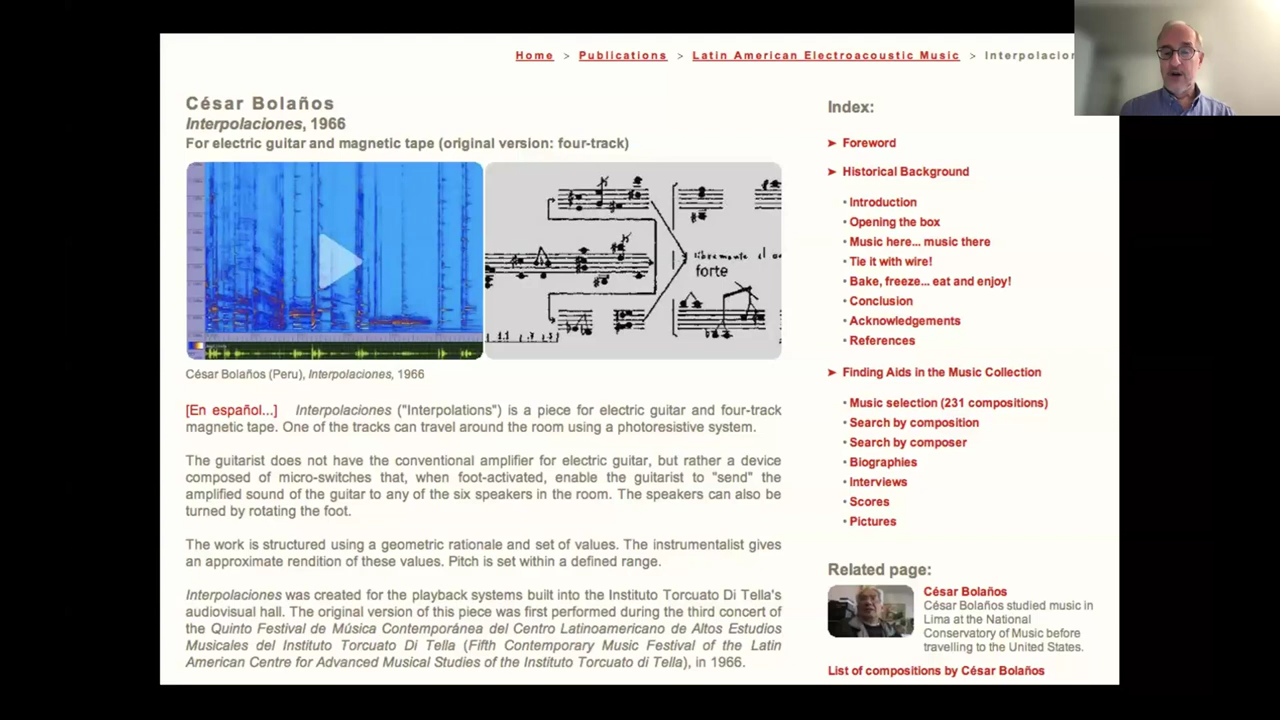 Home > Publications > Latin American Electroacoustic Music > Interpolacion
César Bolaños
Interpolaciones, 1966
For electric guitar and magnetic tape (original version: four-track)
libremente el
forte
César Bolaños (Peru), Interpolaciones, 1966
[En español...] Interpolaciones ("Interpolations") is a piece for electric guitar and four-track
magnetic tape. One of the tracks can travel around the room using a photoresistive system.
The guitarist does not have the conventional amplifier for electric guitar, but rather a device
composed of micro-switches that, when foot-activated, enable the guitarist to "send" the
amplified sound of the guitar to any of the six speakers in the room. The speakers can also be
turned by rotating the foot.
The work is structured using a geometric rationale and set of values. The instrumentalist gives
an approximate rendition of these values. Pitch is set within a defined range.
Interpolaciones was created for the playback systems built into the Instituto Torcuato Di Tella's
audiovisual hall. The original version of this piece was first performed during the third concert of
the Quinto Festival de Música Contemporánea del Centro Latinoamericano de Altos Estudios
Musicales del Instituto Torcuato Di Tella (Fifth Contemporary Music Festival of the Latin
American Centre for Advanced Musical Studies of the Instituto Torcuato di Tella), in 1966.
Index:
➤ Foreword
➤ Historical Background
• Introduction
• Opening the box
• Music here... music there
• Tie it with wire!
• Bake, freeze... eat and enjoy!
• Conclusion
• Acknowledgements
• References
➤ Finding Aids in the Music Collection
• Music selection (231 compositions)
• Search by composition
• Search by composer
• Biographies
• Interviews
• Scores
• Pictures
Related page:
César Bolaños
César Bolaños studied music in
Lima at the National
Conservatory of Music before
travelling to the United States.
List of compositions by César Bolaños